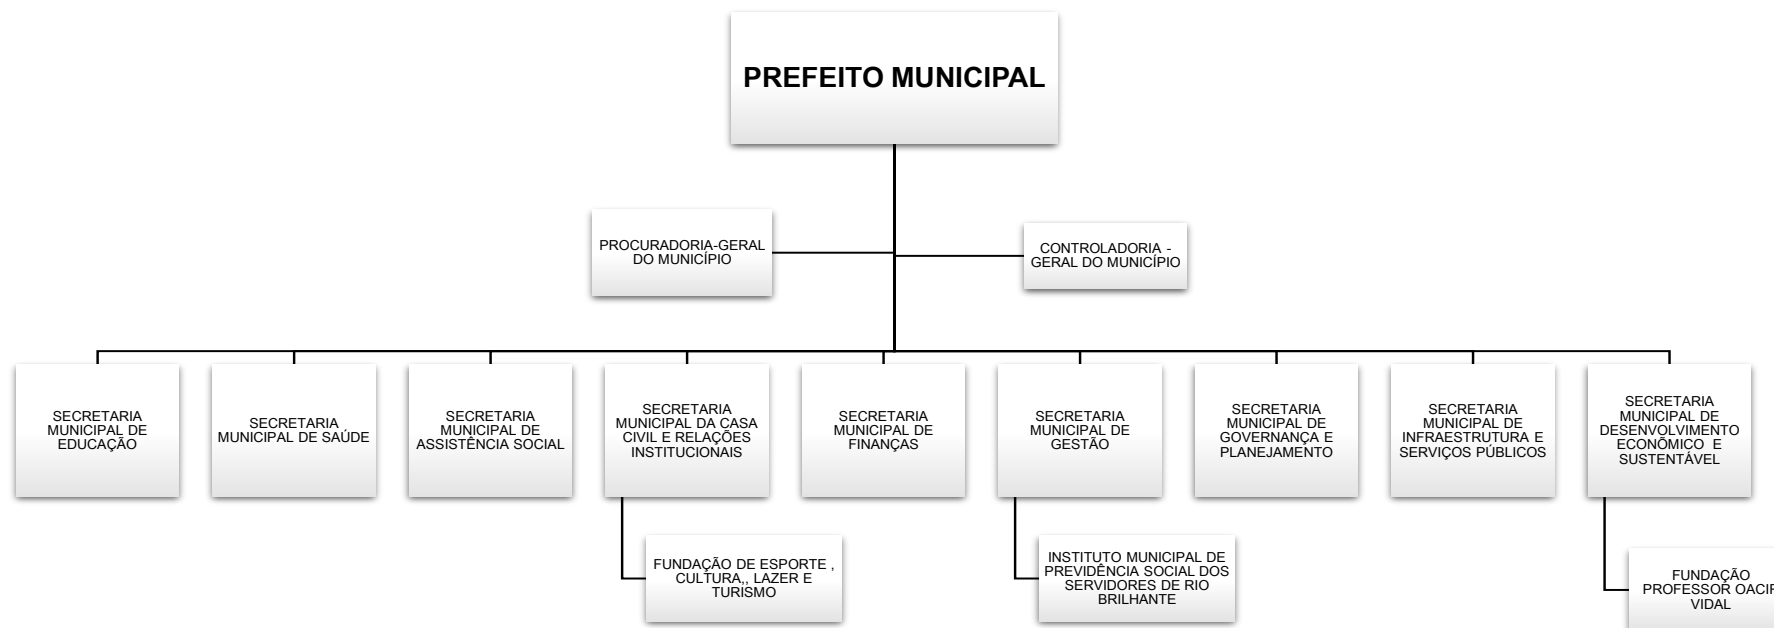 PREFEITO MUNICIPAL
PROCURADORIA-GERAL
DO MUNICÍPIO
CONTROLADORIA -
GERAL DO MUNICÍPIO
SECRETARIA
MUNICIPAL DE
EDUCAÇÃO
SECRETARIA
MUNICIPAL DE SAÚDE
SECRETARIA
MUNICIPAL DE
ASSISTÊNCIA SOCIAL
SECRETARIA
MUNICIPAL DA CASA
CIVIL E RELAÇÕES
INSTITUCIONAIS
SECRETARIA
MUNICIPAL DE
FINANÇAS
SECRETARIA
MUNICIPAL DE
GESTÃO
SECRETARIA
MUNICIPAL DE
GOVERNANÇA E
PLANEJAMENTO
SECRETARIA
MUNICIPAL DE
INFRAESTRUTURA E
SERVIÇOS PÚBLICOS
SECRETARIA
MUNICIPAL DE
DESENVOLVIMENTO
ECONÕMICO E
SUSTENTÁVEL
FUNDAÇÃO DE ESPORTE ,
CULTURA,, LAZER E
TURISMO
INSTITUTO MUNICIPAL DE
PREVIDÊNCIA SOCIAL DOS
SERVIDORES DE RIO
BRILHANTE
FUNDAÇÃO
PROFESSOR OACIR
VIDAL